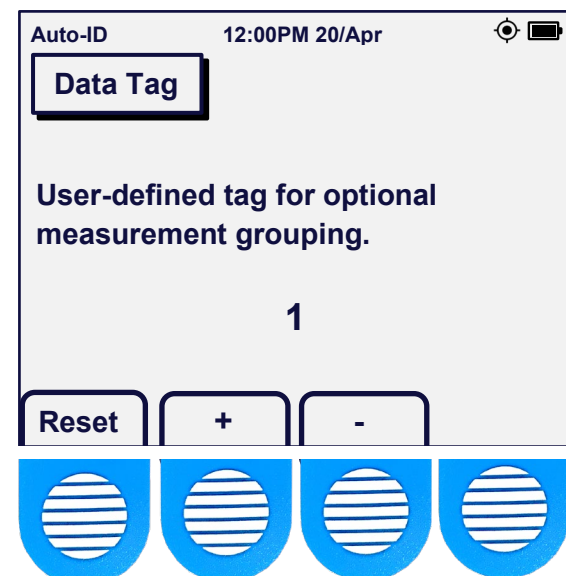 Auto-ID 12:00PM 20/Apr
Data Tag
User-defined tag for optional
measurement grouping.
1
Reset + -